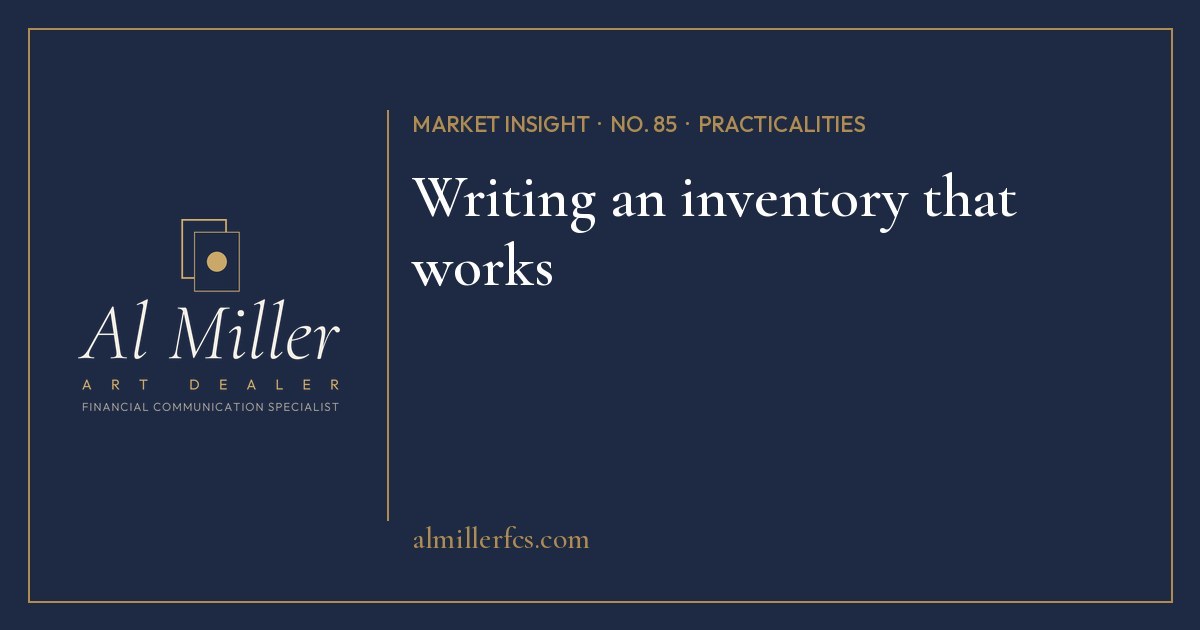 Al Miller
ART DEALER
FINANCIAL COMMUNICATION SPECIALIST
MARKET INSIGHT · NO. 85 · PRACTICALITIES
Writing an inventory that
works
almillerfcs.com